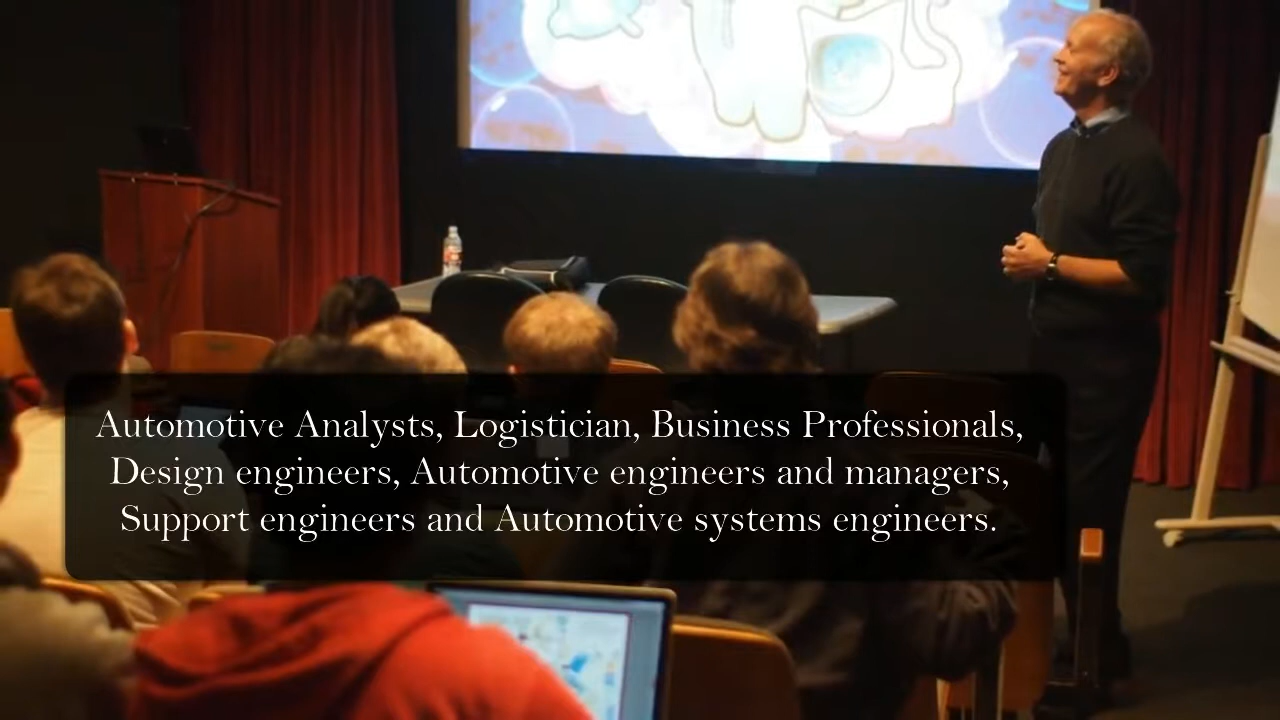 Automotive Analysts, Logistician, Business Professionals,
Design engineers, Automotive engineers and managers,
Support engineers and Automotive systems engineers.